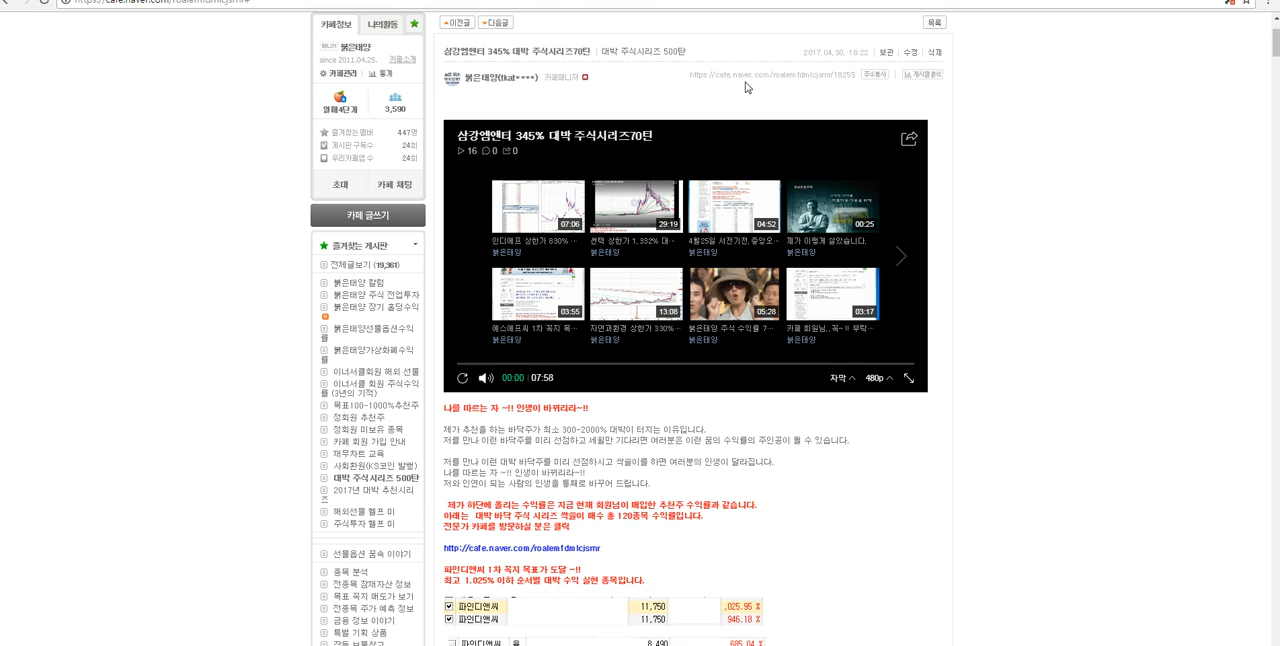 카페정보
나의활동
매니저 붉은태양
since 2011.04.25.
카페소개
카페관리
통계
열매4단계
3,590
즐겨찾는 멤버 447명
게시판 구독수 24회
우리카페앱 수 24회
초대
카페 채팅
카페 글쓰기
즐겨찾는 게시판
전체글보기 (19,361)
붉은태양 칼럼
붉은태양 주식 전업투자
붉은태양 장기 홀딩수익
붉은태양선물옵션수익
률
붉은태양가상화폐수익
률
이너서클회원 해외 선물
이너서클 회원 주식수익
률 (3년의 기적)
목표100-1000%추천주
정회원 추천주
정회원 미보유 종목
카페 회원 가입 안내
재무차트 교육
사회환원(KS코인 발행)
대박 주식시리즈 500탄
2017년 대박 추천시리
즈
해외선물 헬프 미
주식투자 헬프 미
선물옵션 꿈속 이야기
종목 분석
전종목 잠재자산 정보
목표 꼭지 매도가 보기
전종목 주가 예측 정보
금융 정보 이야기
특별 기획 상품
이전글
다음글
목록
삼강엠앤티 345% 대박 주식시리즈70탄 | 대박 주식시리즈 500탄
2017. 04. 30. 18:22 | 보관 | 수정 | 삭제
붉은태양(tkat****) 카페매니저
https://cafe.naver.com/roalemfdmlcjsrnr/18255
주소복사
게시글 분석
삼강엠앤티 345% 대박 주식시리즈70탄
16 0 0
07:06
29:19
04:52
00:25
인디에프 상한가 830% ...
선택 상한가 1,332% 대...
4월25일 서전기전,중앙오...
제가 이렇게 살았습니다.
붉은태양
붉은태양
붉은태양
붉은태양
03:55
13:08
05:28
03:17
에스에프씨 1차 꼭지 목...
자연과환경 상한가 330%...
붉은태양 주식 수익률 7...
카페 회원님,, 꼭~!! 부탁...
붉은태양
붉은태양
붉은태양
붉은태양
00:00 | 07:58
자막
480p
나를 따르는 자 ~!! 인생이 바뀌리라~!!
제가 추천을 하는 바닥주가 최소 300-2000% 대박이 터지는 이유입니다.
저를 만나 이런 바닥주를 미리 선점하고 세월만 기다리면 여러분은 이런 꿈의 수익률의 주인공이 될 수 있습니다.
저를 만나 이런 대박 바닥주를 미리 선점하시고 싹쓸이를 하면 여러분의 인생이 달라집니다.
나를 따르는 자 ~!! 인생이 바뀌리라~!!
저와 인연이 되는 사람의 인생을 통째로 바꾸어 드립니다.
제가 하단에 올리는 수익률은 지금 현재 회원님이 매입한 추천주 수익률과 같습니다.
아래는 대박 바닥 주식 시리즈 싹쓸이 매수 총 120종목 수익률입니다.
전문가 카페를 방문하실 분은 클릭
http://cafe.naver.com/roalemfdmlcjsrnr
파인디앤씨 1차 꼭지 목표가 도달 ~!!
최고 1.025% 이하 순서별 대박 수익 실현 종목입니다.
파인디앤씨 11,750 ,025.95 %
파인디앤씨 11,750 946.18 %
파인디앤씨 8,490 685.04 %